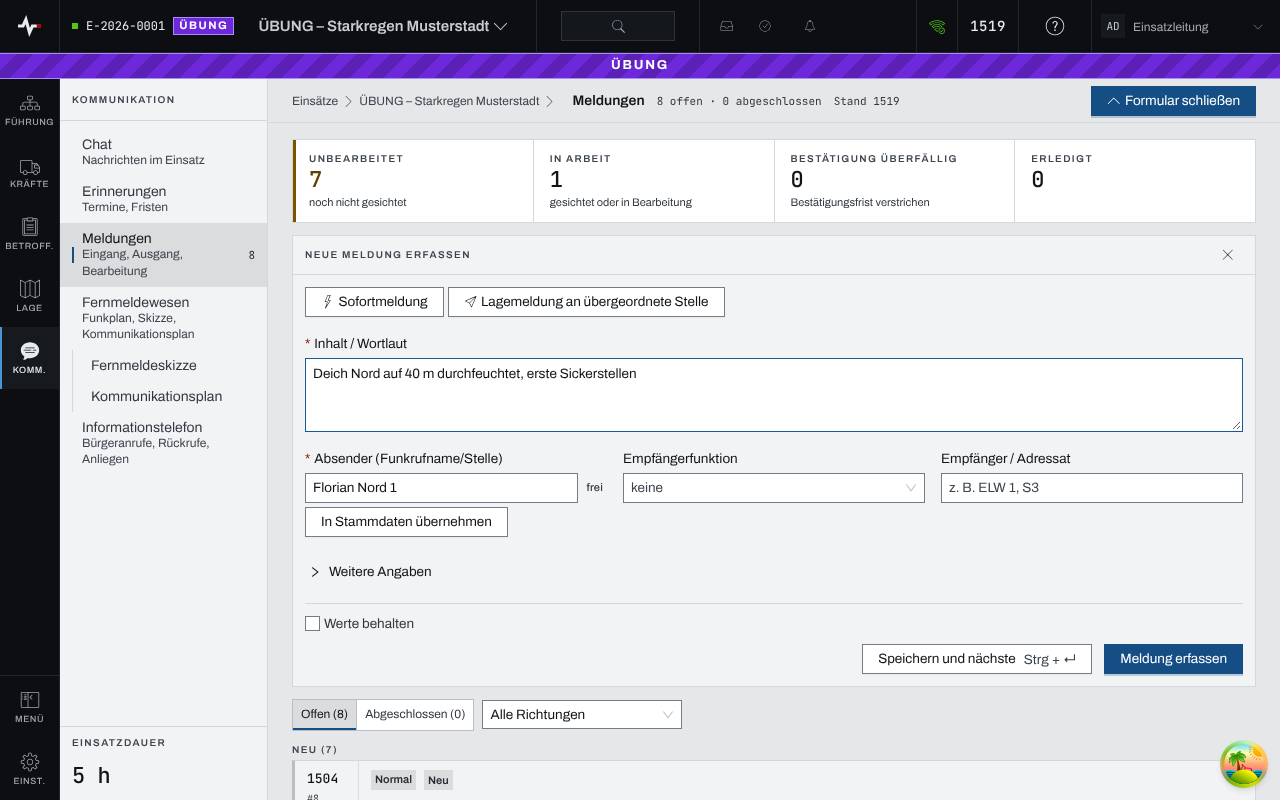 E-2026-0001 ÜBUNG ÜBUNG – Starkregen Musterstadt 1519 AD Einsatzleitung
ÜBUNG
FÜHRUNG
KRÄFTE
BETROFF.
LAGE
KOMM.
MENÜ
EINST.
KOMMUNIKATION
Chat
Nachrichten im Einsatz
Erinnerungen
Termine, Fristen
Meldungen
Eingang, Ausgang, 8
Bearbeitung
Fernmeldewesen
Funkplan, Skizze,
Kommunikationsplan
Fernmeldeskizze
Kommunikationsplan
Informationstelefon
Bürgeranrufe, Rückrufe,
Anliegen
EINSATZDAUER
5 h
Einsätze ÜBUNG – Starkregen Musterstadt Meldungen 8 offen · 0 abgeschlossen Stand 1519 Formular schließen
UNBEARBEITET
7
noch nicht gesichtet
IN ARBEIT
1
gesichtet oder in Bearbeitung
BESTÄTIGUNG ÜBERFÄLLIG
0
Bestätigungsfrist verstrichen
ERLEDIGT
0
NEUE MELDUNG ERFASSEN
Sofortmeldung Lagemeldung an übergeordnete Stelle
* Inhalt / Wortlaut
Deich Nord auf 40 m durchfeuchtet, erste Sickerstellen
* Absender (Funkrufname/Stelle) Empfängerfunktion Empfänger / Adressat
Florian Nord 1 frei keine z. B. ELW 1, S3
In Stammdaten übernehmen
Weitere Angaben
Werte behalten
Speichern und nächste Strg + ↵ Meldung erfassen
Offen (8) Abgeschlossen (0) Alle Richtungen
NEU (7)
1504 Normal Neu
#8